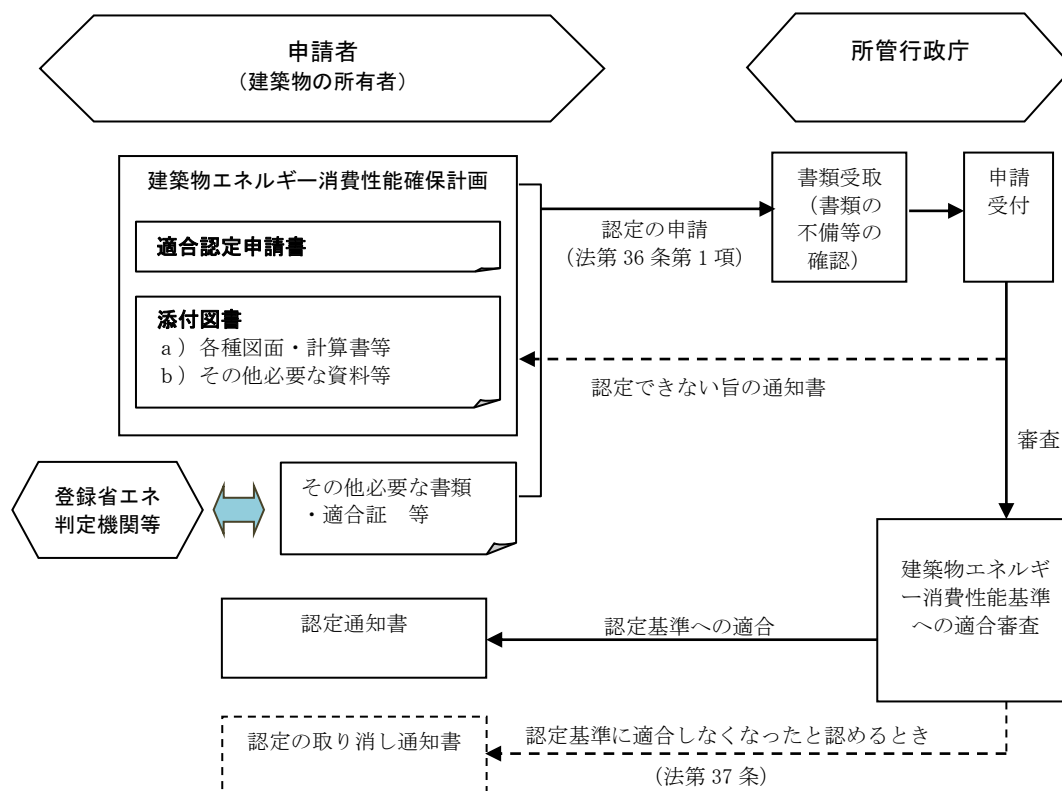 申請者
（建築物の所有者）
所管行政庁
建築物エネルギー消費性能確保計画
適合認定申請書
添付図書
a）各種図面・計算書等
b）その他必要な資料等
認定の申請
（法第 36 条第 1 項）
書類受取
（書類の
不備等の
確認）
申請
受付
認定できない旨の通知書
審査
登録省エネ
判定機関等
その他必要な書類
・適合証　等
建築物エネルギ
ー消費性能基準
への適合審査
認定通知書
認定基準への適合
認定の取り消し通知書
認定基準に適合しなくなったと認めるとき
（法第 37 条）